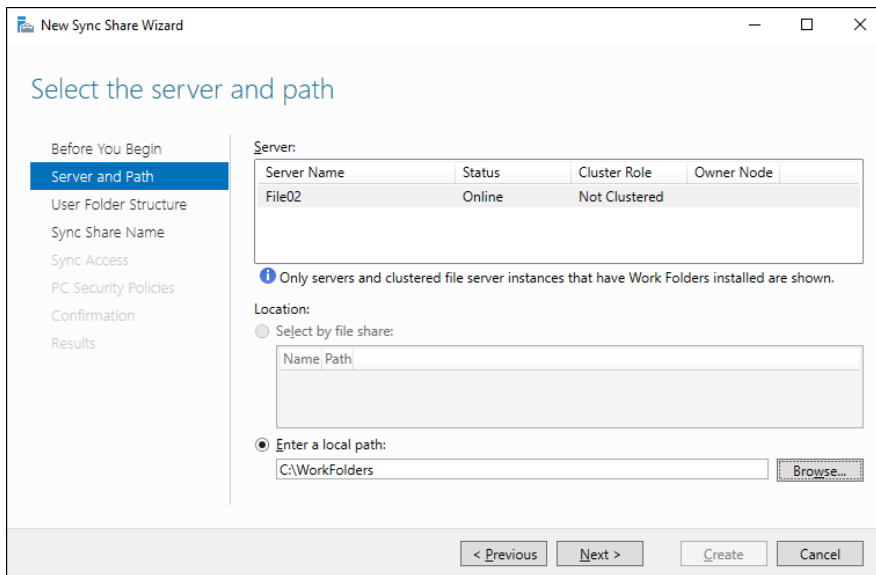 New Sync Share Wizard
Select the server and path
Before You Begin
Server and Path
User Folder Structure
Sync Share Name
Sync Access
PC Security Policies
Confirmation
Results
Server:
Server Name Status Cluster Role Owner Node
File02 Online Not Clustered
Only servers and clustered file server instances that have Work Folders installed are shown.
Location:
Select by file share:
Name Path
Enter a local path:
C:\WorkFolders
Browse...
< Previous Next > Create Cancel